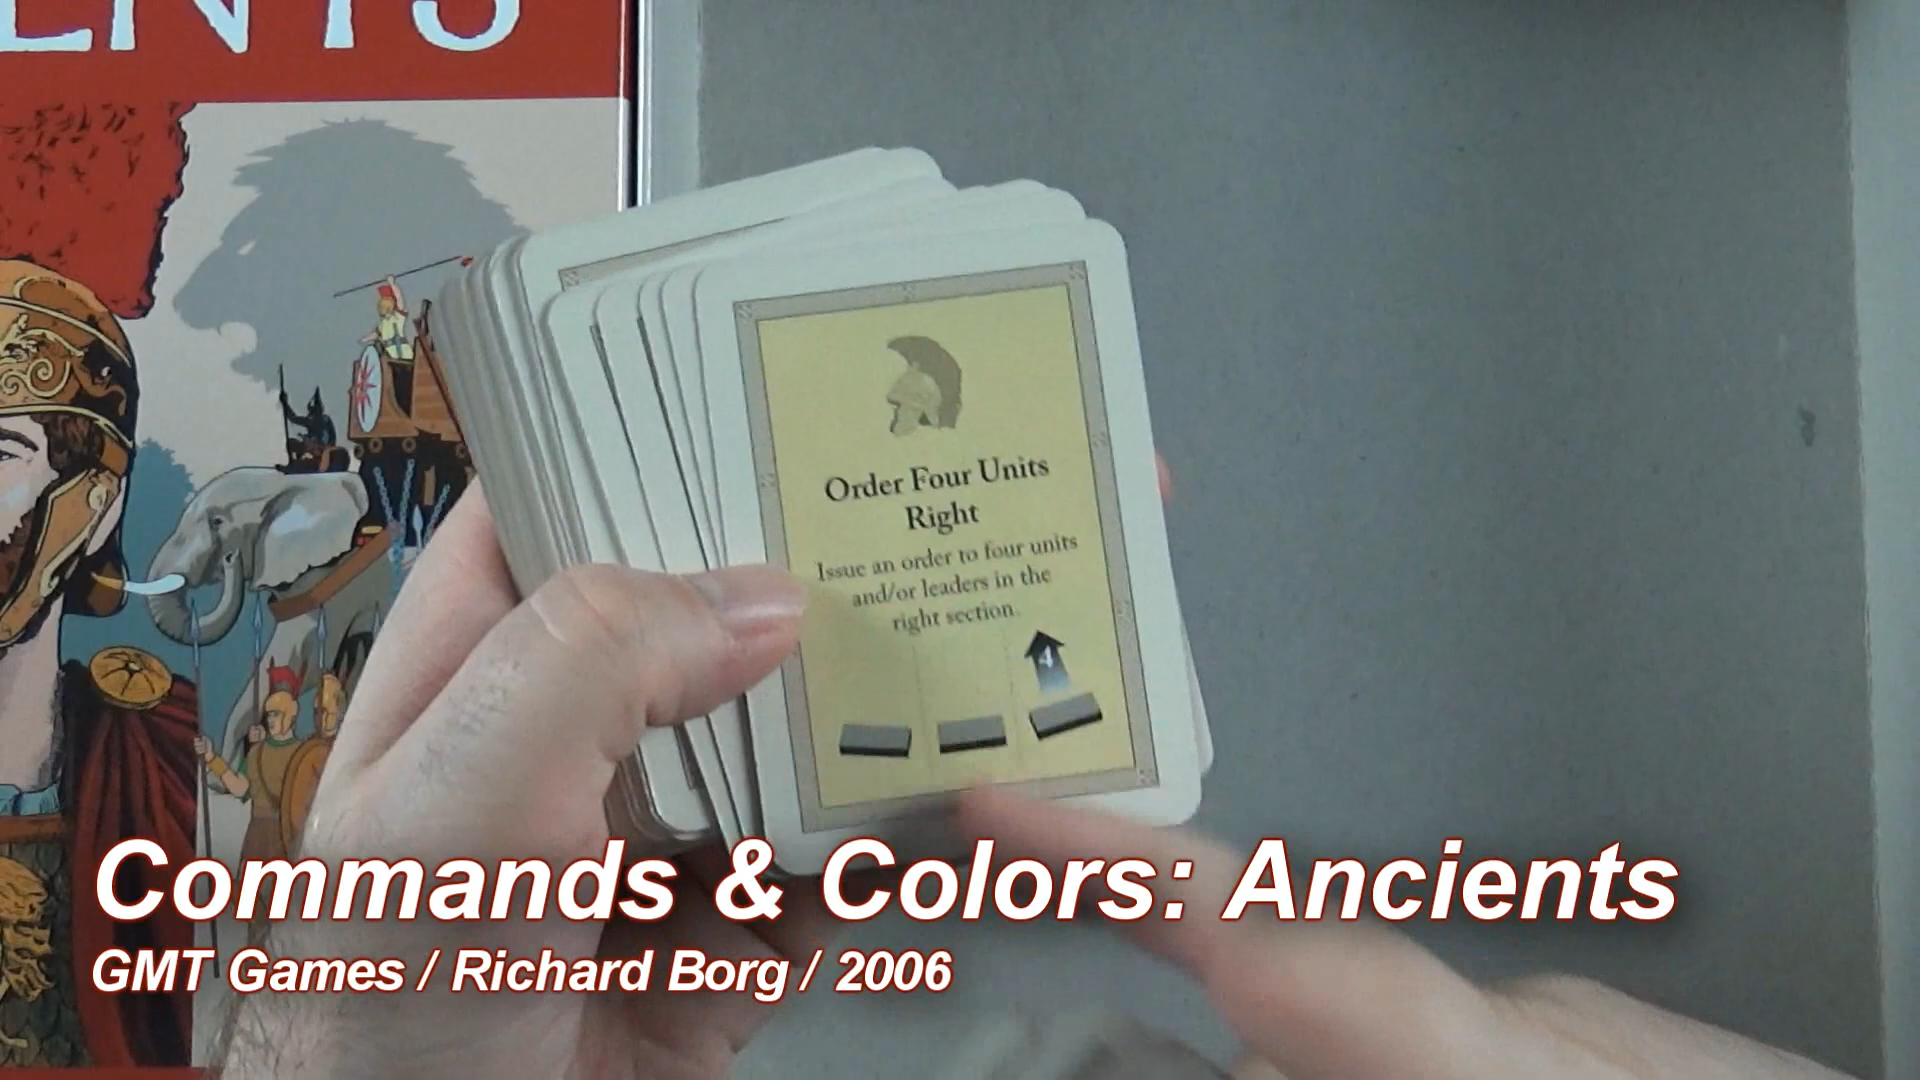 ENTS
Order Four Units
Right
Issue an order to four units
and/or leaders in the
right section.
4
Commands & Colors: Ancients
GMT Games / Richard Borg / 2006